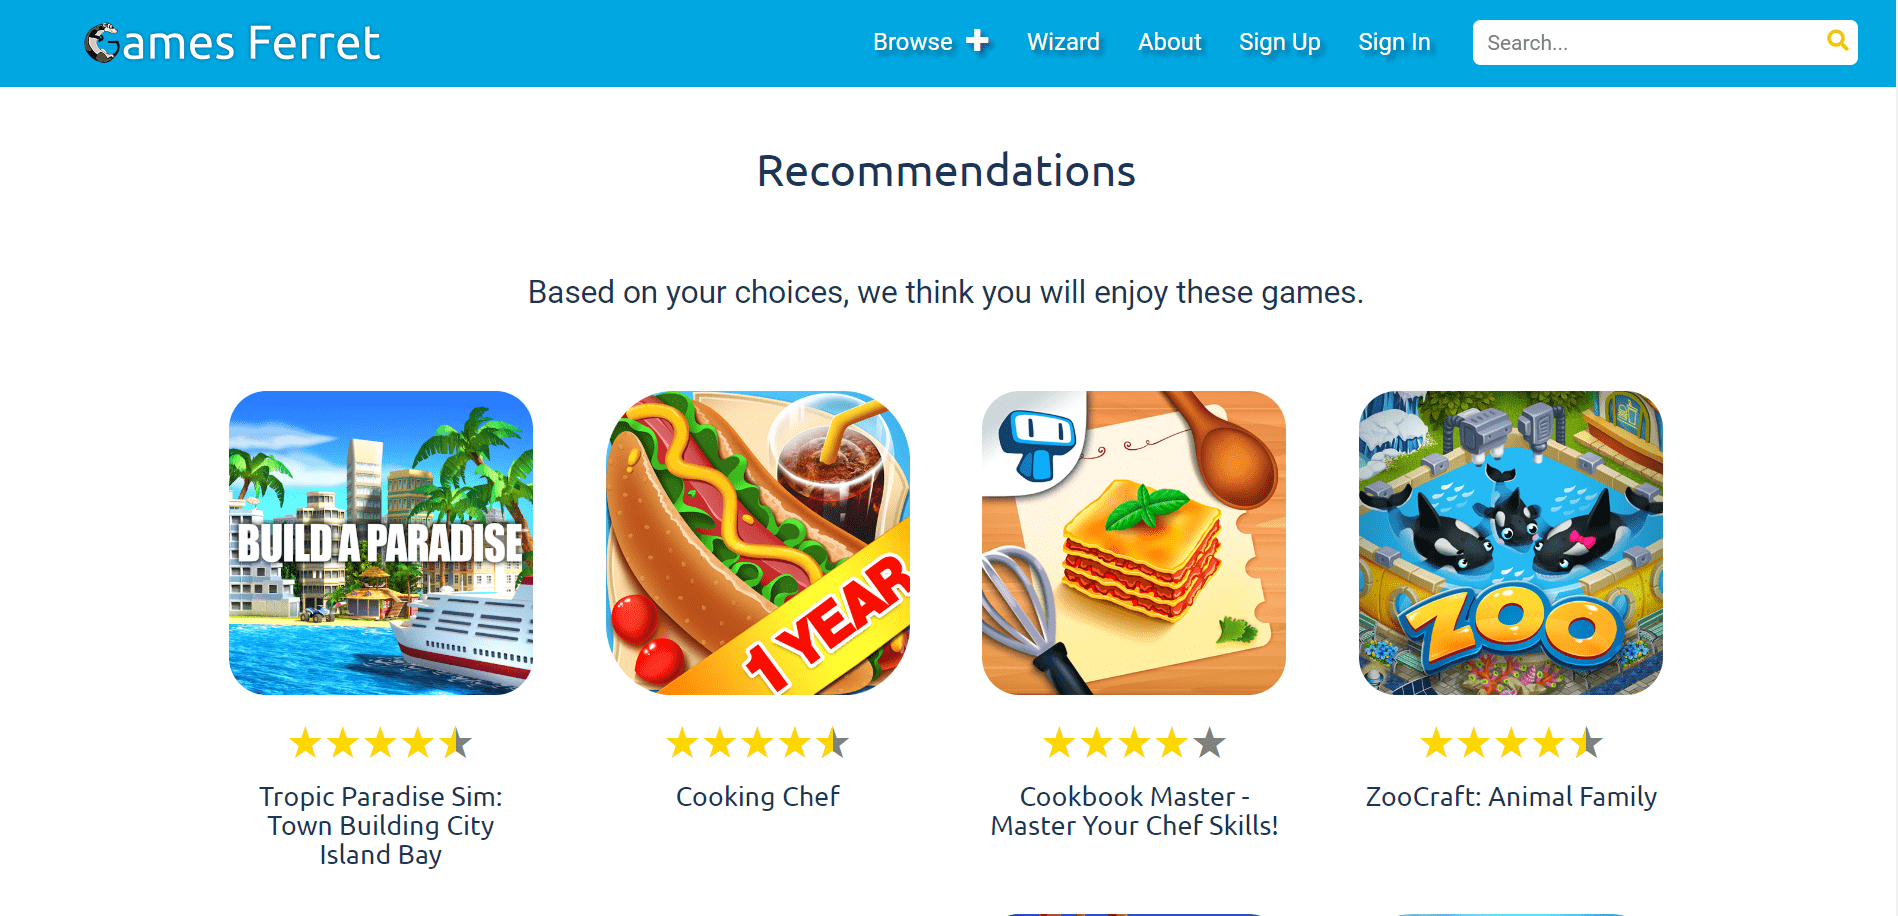 Games Ferret
Browse
Wizard
About
Sign Up
Sign In
Search...
Recommendations
Based on your choices, we think you will enjoy these games.
BUILD A PARADISE
1 YEAR
ZOO
Tropic Paradise Sim:
Town Building City
Island Bay
Cooking Chef
Cookbook Master -
Master Your Chef Skills!
ZooCraft: Animal Family